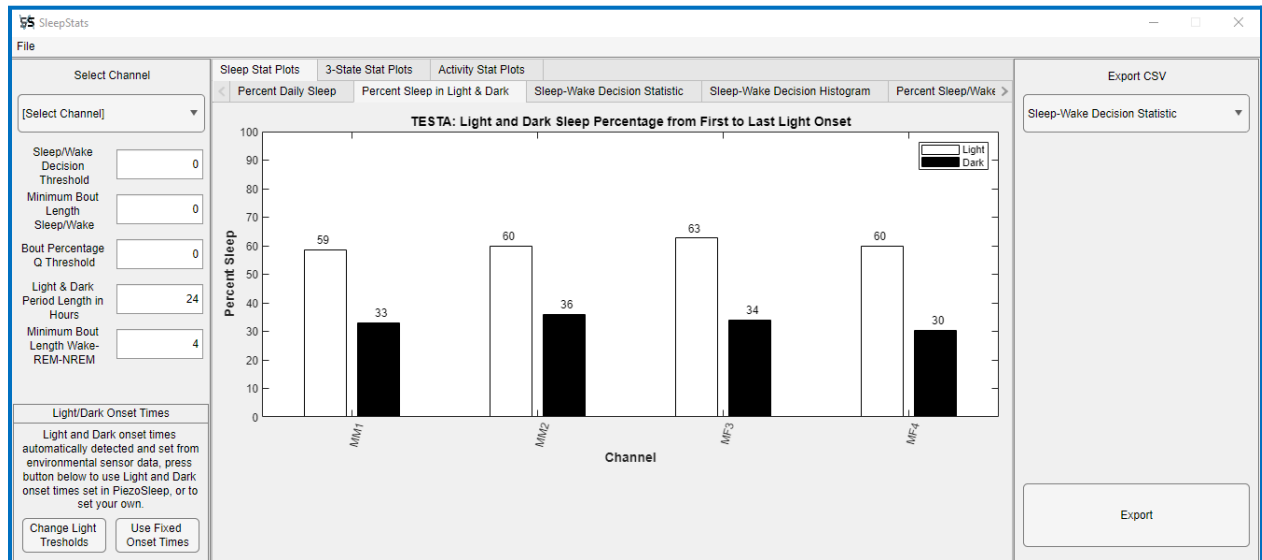 SleepStats
File
Select Channel
[Select Channel]
Sleep/Wake
Decision
Threshold
0
Minimum Bout
Length
Sleep/Wake
0
Bout Percentage
Q Threshold
0
Light & Dark
Period Length in
Hours
24
Minimum Bout
Length Wake-
REM-NREM
4
Light/Dark Onset Times
Light and Dark onset times
automatically detected and set from
environmental sensor data, press
button below to use Light and Dark
onset times set in PiezoSleep, or to
set your own.
Change Light
Tresholds
Use Fixed
Onset Times
Sleep Stat Plots
3-State Stat Plots
Activity Stat Plots
Percent Daily Sleep
Percent Sleep in Light & Dark
Sleep-Wake Decision Statistic
Sleep-Wake Decision Histogram
Percent Sleep/Wake
TESTA: Light and Dark Sleep Percentage from First to Last Light Onset
Light
Dark
Percent Sleep
100
90
80
70
60
50
40
30
20
10
0
59
33
60
36
63
34
60
30
MM1
MM2
MF3
MF4
Channel
Export CSV
Sleep-Wake Decision Statistic
Export